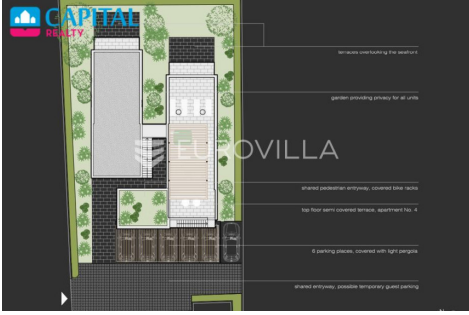 CAPITAL
REALTY
terraces overlooking the seafront
garden providing privacy for all units
EUROVILLA
shared pedestrian entryway, covered bike racks
top floor semi covered terrace, apartment No. 4
6 parking places, covered with light pergola
shared entryway, possible temporary guest parking